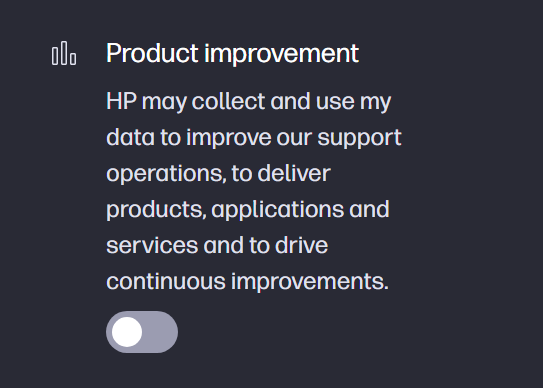 Product improvement
HP may collect and use my
data to improve our support
operations, to deliver
products, applications and
services and to drive
continuous improvements.